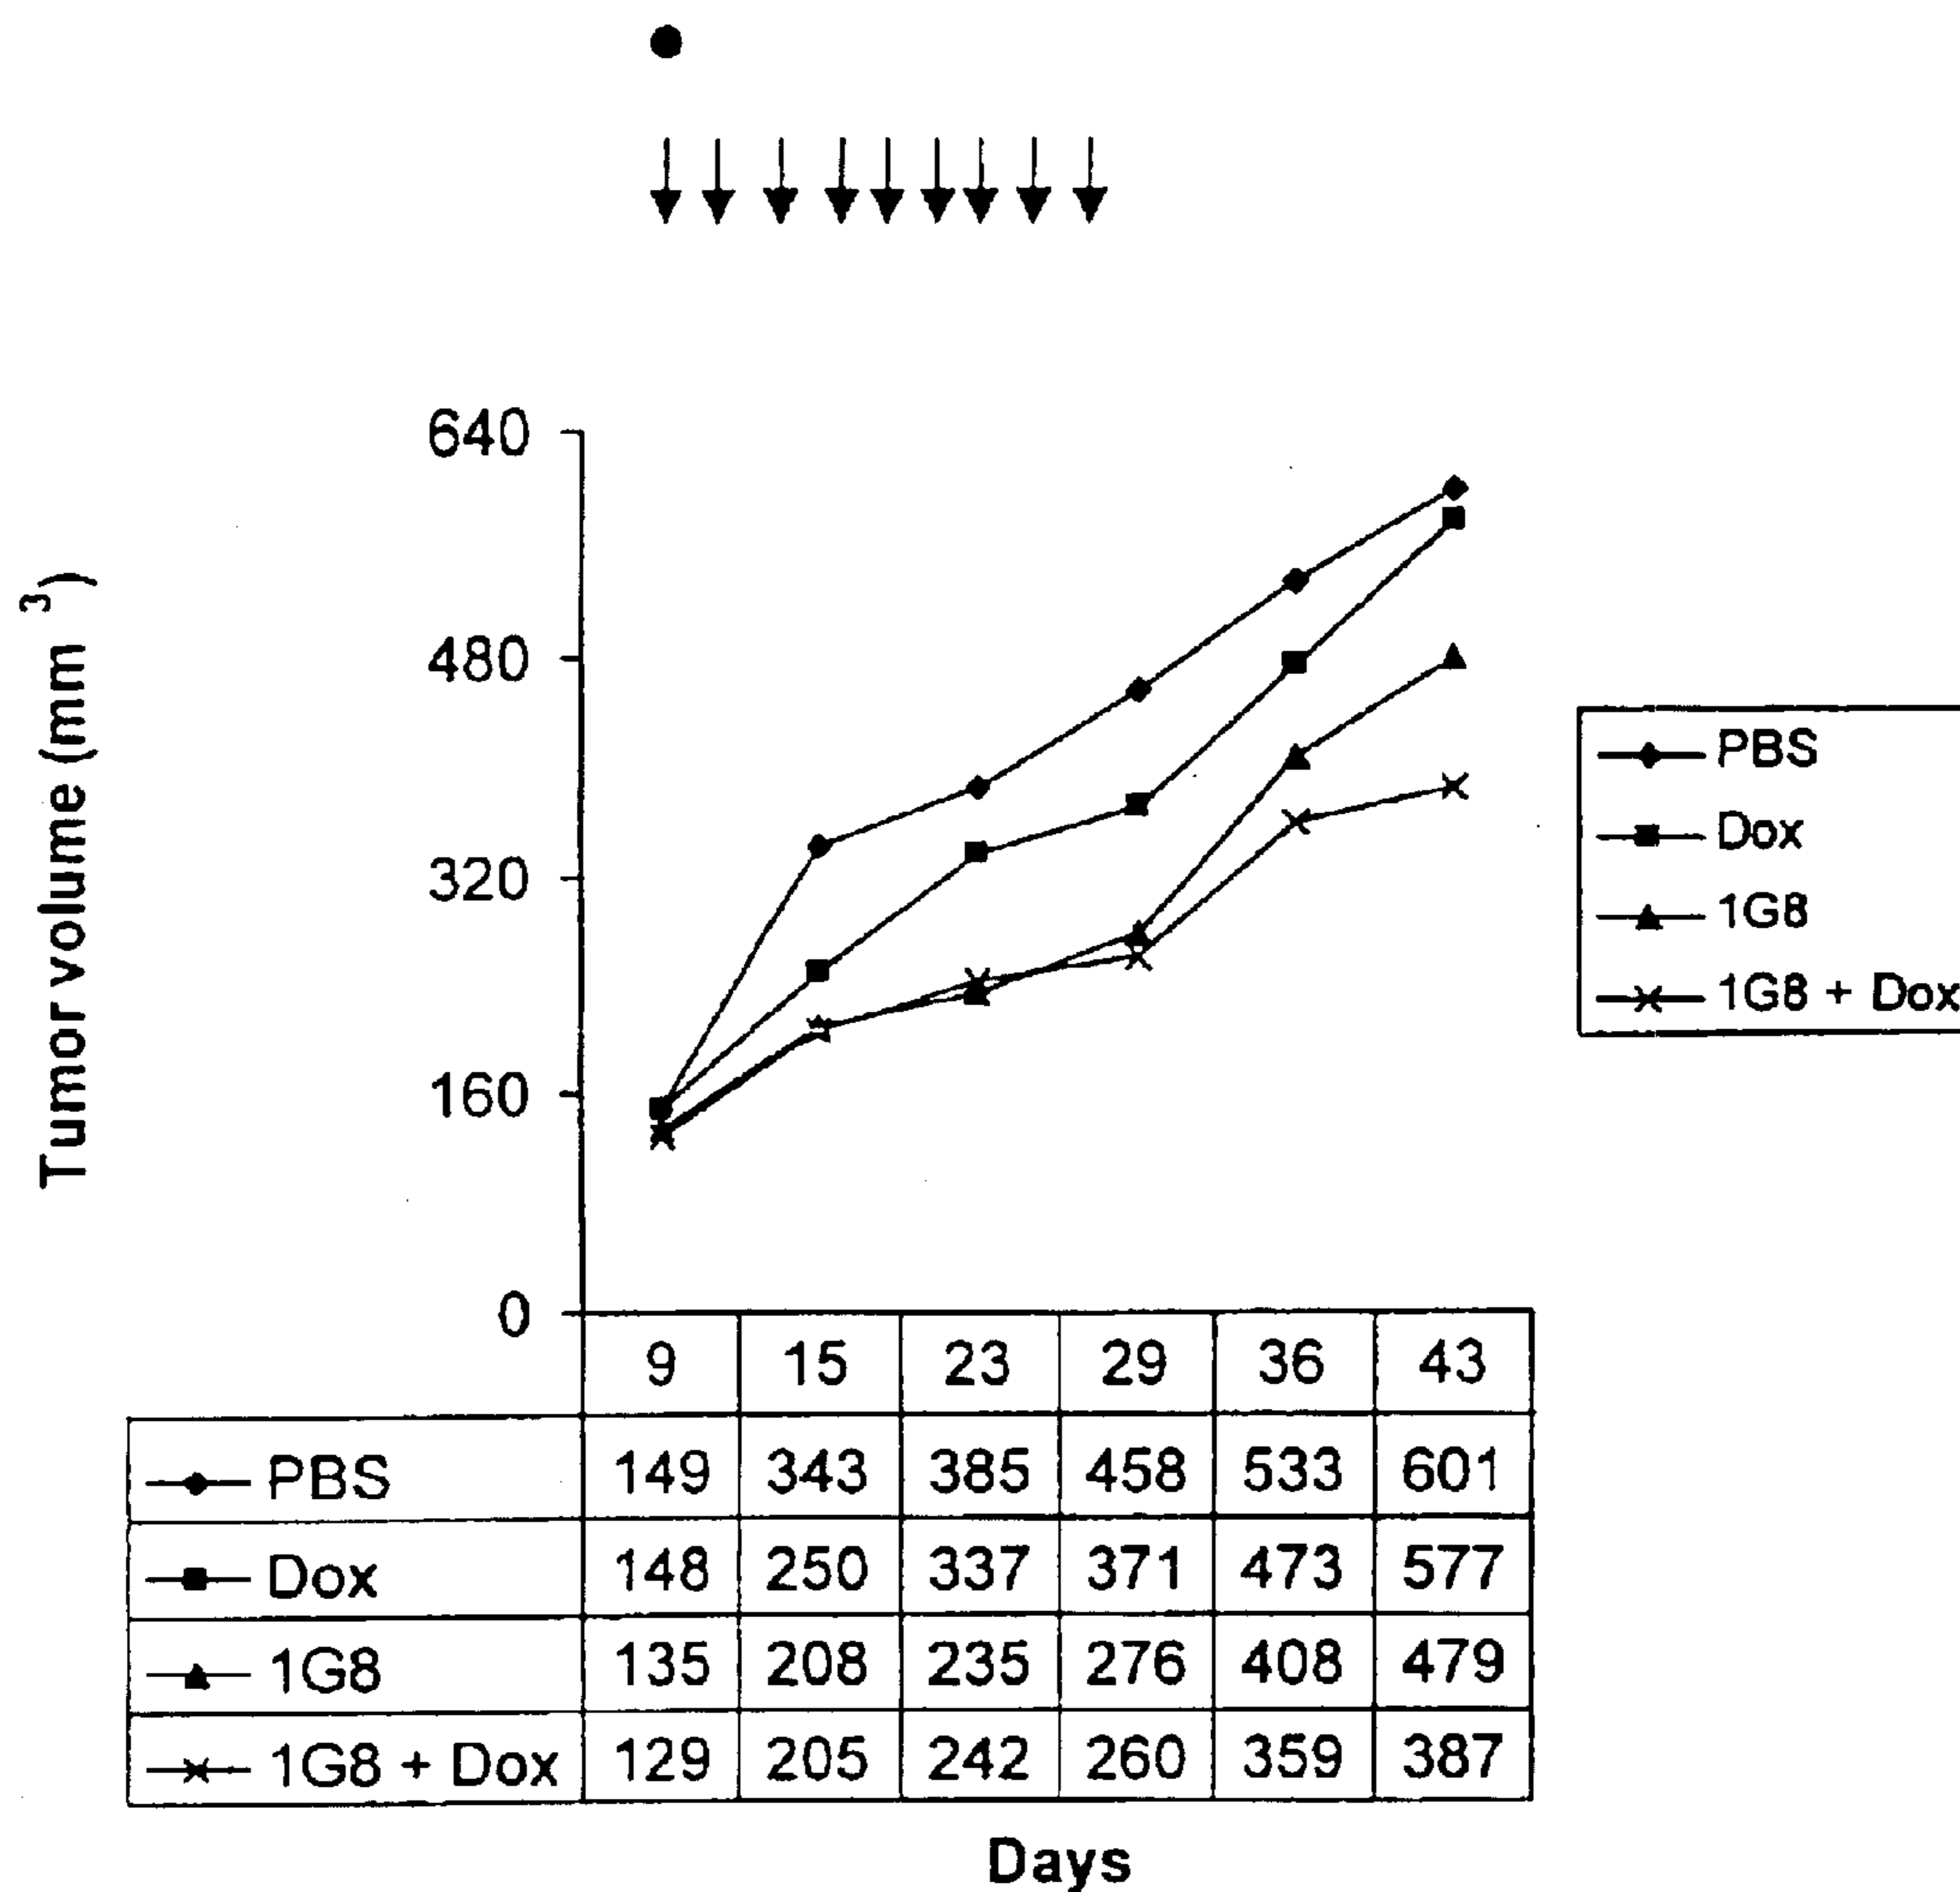 640
480
320
160
0
Tumor volume (mm 3)
PBS
Dox
1G8
1G8 + Dox
9 15 23 29 36 43
PBS 149 343 385 458 533 601
Dox 148 250 337 371 473 577
1G8 135 208 235 276 408 479
1G8 + Dox 129 205 242 260 359 387
Days